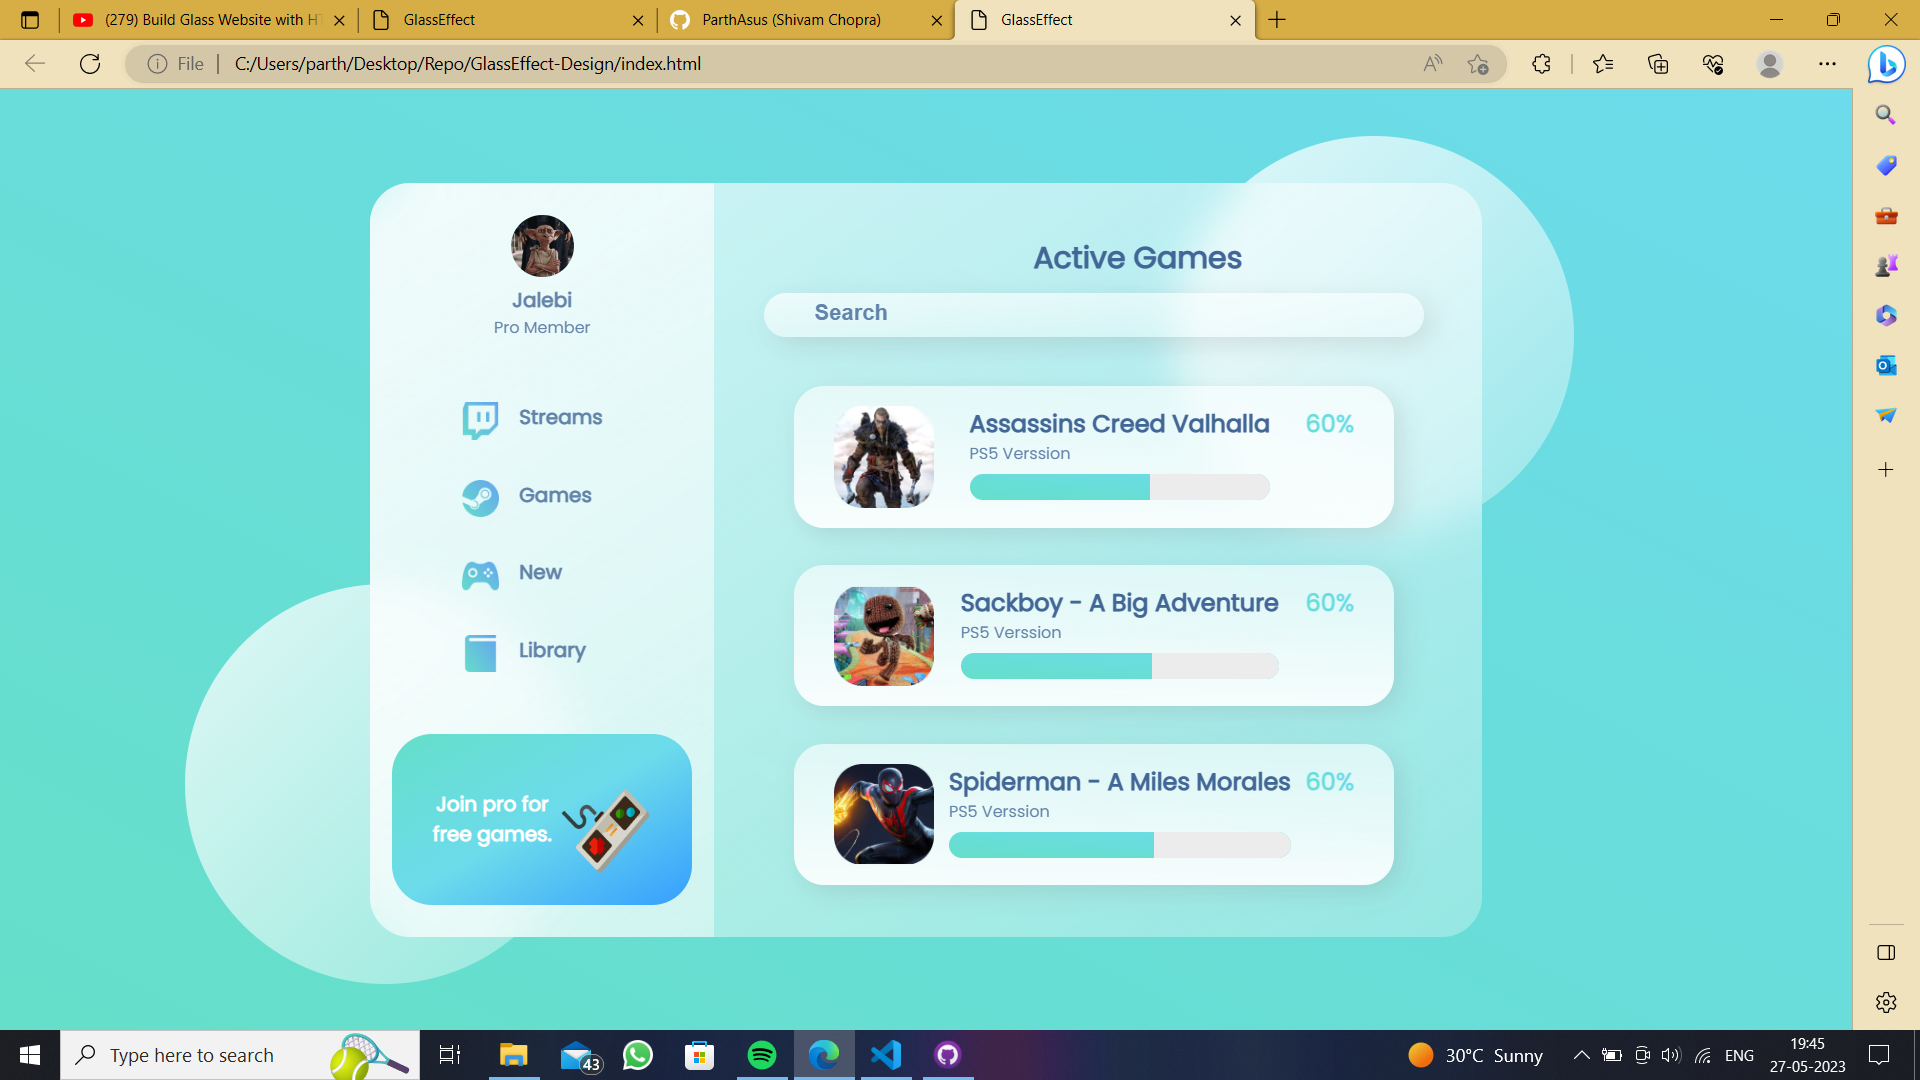 (279) Build Glass Website with HT
GlassEffect
ParthAsus (Shivam Chopra)
GlassEffect
File
C:/Users/parth/Desktop/Repo/GlassEffect-Design/index.html
Jalebi
Pro Member
Streams
Games
New
Library
Join pro for
free games.
Active Games
Search
Assassins Creed Valhalla 60%
PS5 Verssion
Sackboy - A Big Adventure 60%
PS5 Verssion
Spiderman - A Miles Morales 60%
PS5 Verssion
Type here to search
43
30°C Sunny
ENG
19:45
27-05-2023